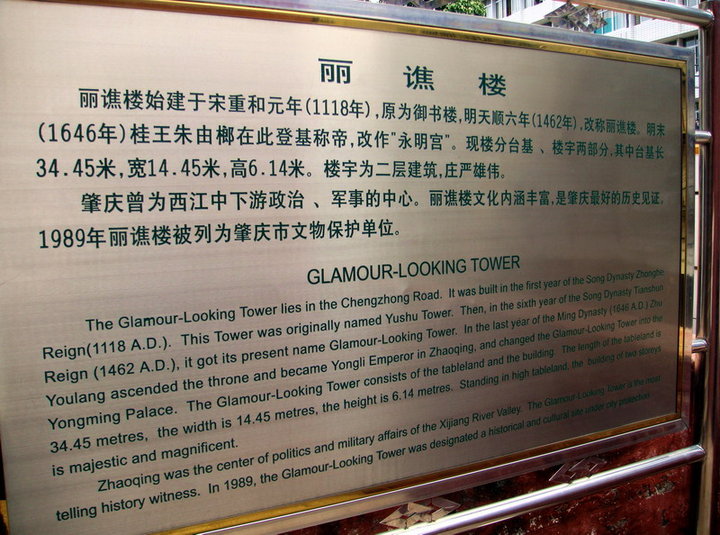 丽谯楼
丽谯楼始建于宋重和元年(1118年),原为御书楼,明天顺六年(1462年),改称丽谯楼。明末
(1646年)桂王朱由榔在此登基称帝,改作"永明宫"。现楼分台基、楼宇两部分,其中台基长
34.45米,宽14.45米,高6.14米。楼宇为二层建筑,庄严雄伟。
肇庆曾为西江中下游政治、军事的中心。丽谯楼文化内涵丰富,是肇庆最好的历史见证,
1989年丽谯楼被列为肇庆市文物保护单位。
GLAMOUR-LOOKING TOWER
The Glamour-Looking Tower lies in the Chengzhong Road. It was built in the first year of the Song Dynasty Zhonghe
Reign(1118 A.D.). This Tower was originally named Yushu Tower. Then, in the sixth year of the Song Dynasty Tianshun
Reign (1462 A.D.), it got its present name Glamour-Looking Tower. In the last year of the Ming Dynasty (1646 A.D.) Zhu
Youlang ascended the throne and became Yongli Emperor in Zhaoqing, and changed the Glamour-Looking Tower into the
Yongming Palace. The Glamour-Looking Tower consists of the tableland and the building. The length of the tableland is
34.45 metres, the width is 14.45 metres, the height is 6.14 metres. Standing in high tableland, the building of two storeys
is majestic and magnificent.
Zhaoqing was the center of politics and military affairs of the Xijiang River Valley. The Glamour-Looking Tower is the most
telling history witness. In 1989, the Glamour-Looking Tower was designated a historical and cultural site under city protection.